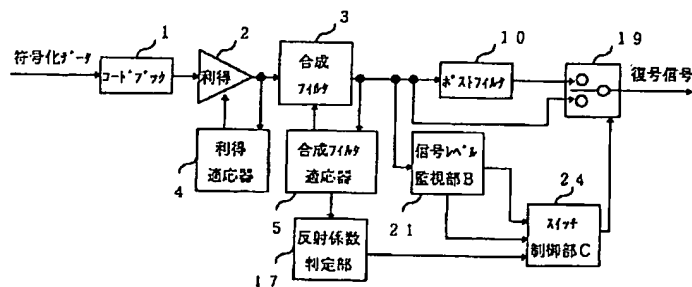 符号化ﾃﾞｰﾀ
1
ｺｰﾄﾞﾌﾞｯｸ
2
利得
3
合成
ﾌｨﾙﾀ
10
ﾎﾟｽﾄﾌｨﾙﾀ
19
復号信号
4
利得
適応器
5
合成ﾌｨﾙﾀ
適応器
信号ﾚﾍﾞﾙ
監視部B
21
24
ｽｲｯﾁ
制御部C
17
反射係数
判定部